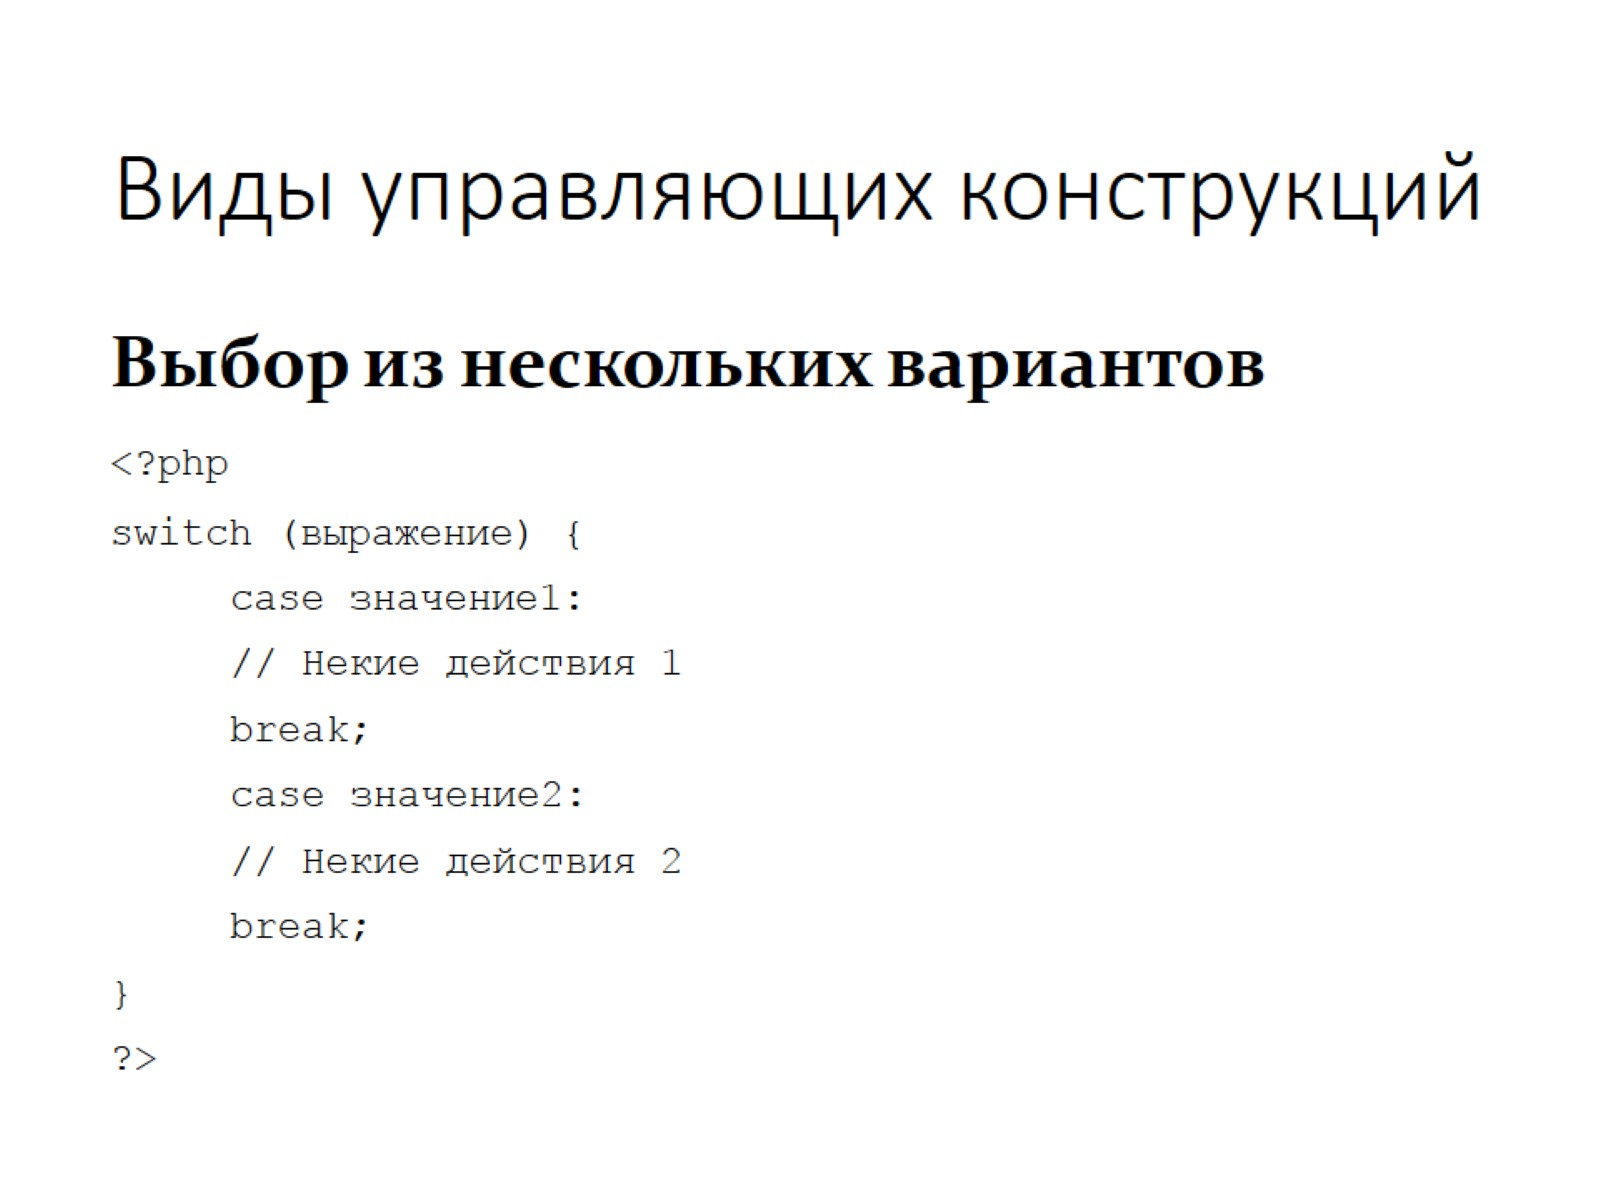 Виды управляющих конструкций
Выбор из нескольких вариантов
<?php
switch (выражение) {
case значение1:
// Некие действия 1
break;
case значение2:
// Некие действия 2
break;
}
?>